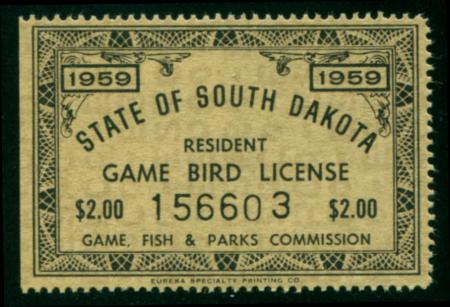 1959 1959
STATE OF SOUTH DAKOTA
RESIDENT
GAME BIRD LICENSE
$2.00 156603 $2.00
GAME, FISH & PARKS COMMISSION
EUREKA SPECIALTY PRINTING CO.